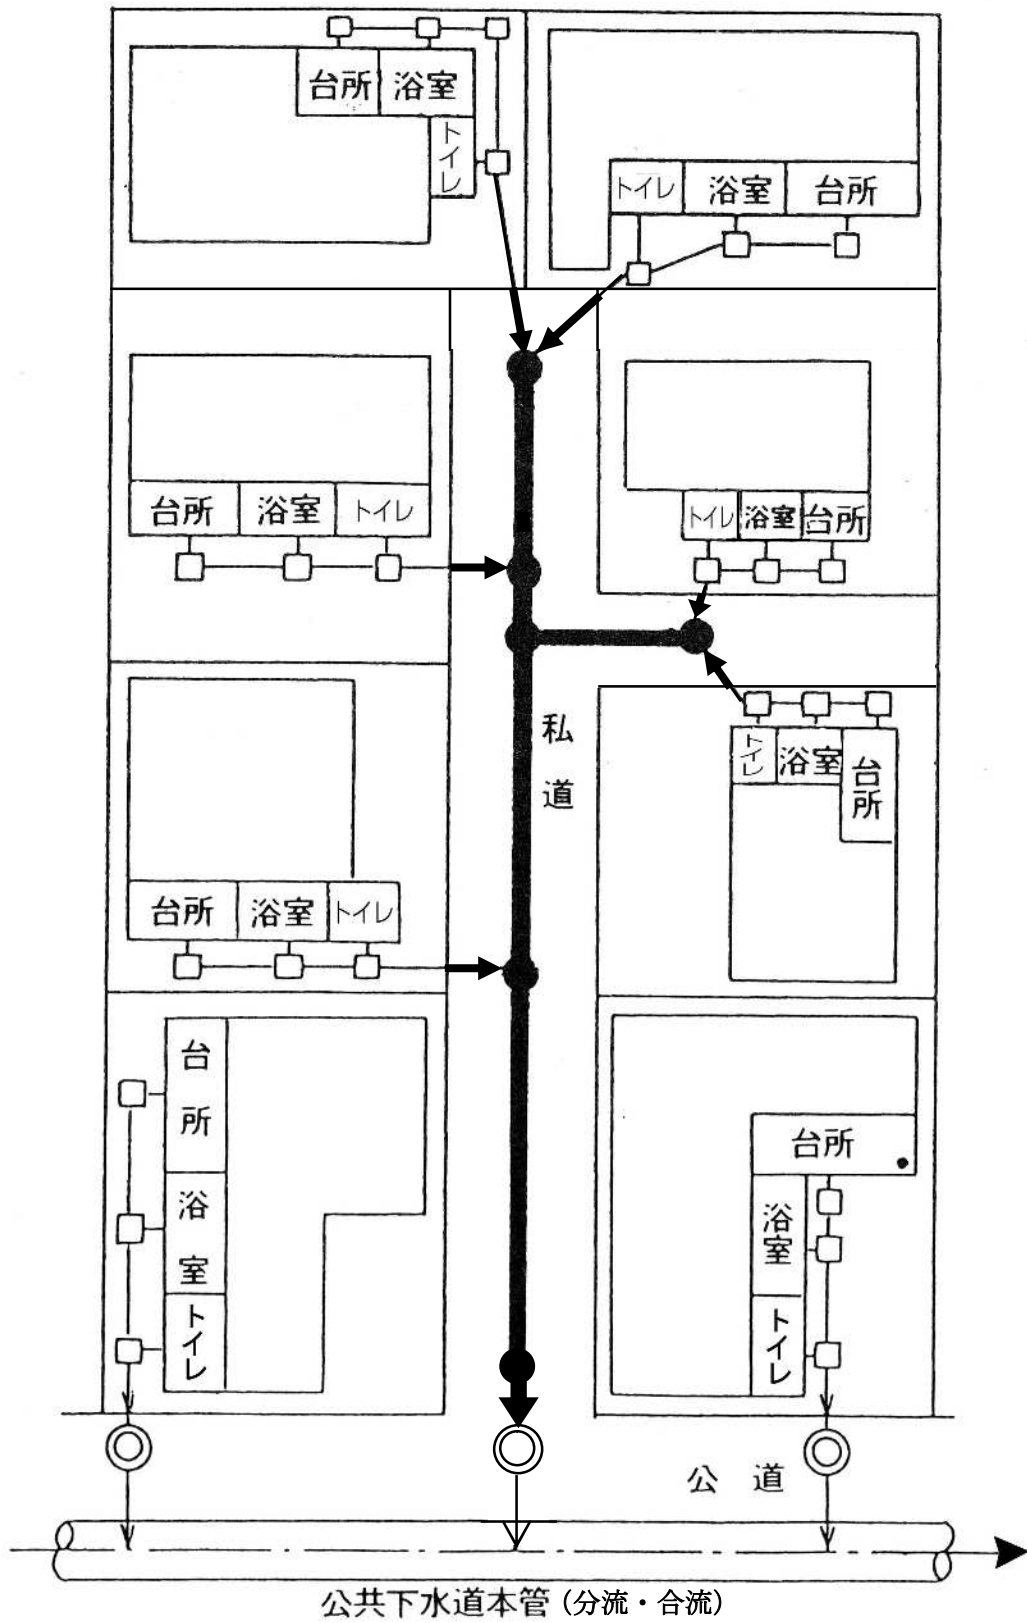 台所 浴室
トイレ
トイレ 浴室 台所
台所 浴室 トイレ
トイレ 浴室 台所
私道
トイレ 浴室 台所
台所 浴室 トイレ
台所
浴室
トイレ
台所
浴室
トイレ
公道
公共下水道本管(分流・合流)